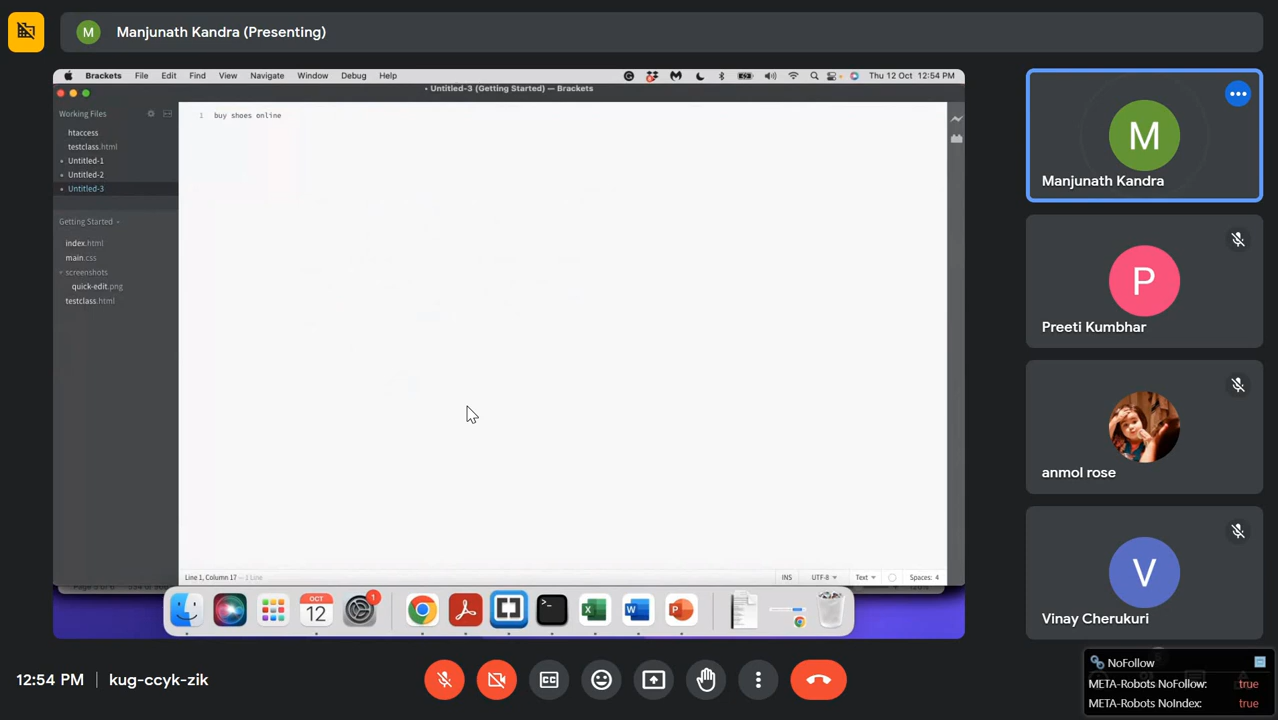 M Manjunath Kandra (Presenting)
Brackets File Edit Find View Navigate Window Debug Help Thu 12 Oct 12:54 PM
• Untitled-3 (Getting Started) — Brackets
Working Files
htaccess
testclass.html
Untitled-1
Untitled-2
Untitled-3
Getting Started
index.html
main.css
screenshots
quick-edit.png
testclass.html
1 buy shoes online
Line 1, Column 17 — 1 Line INS UTF-8 Text Spaces: 4
OCT
12
1
W
P
M
Manjunath Kandra
P
Preeti Kumbhar
anmol rose
V
Vinay Cherukuri
12:54 PM | kug-ccyk-zik
NoFollow
META-Robots NoFollow: true
META-Robots NoIndex: true